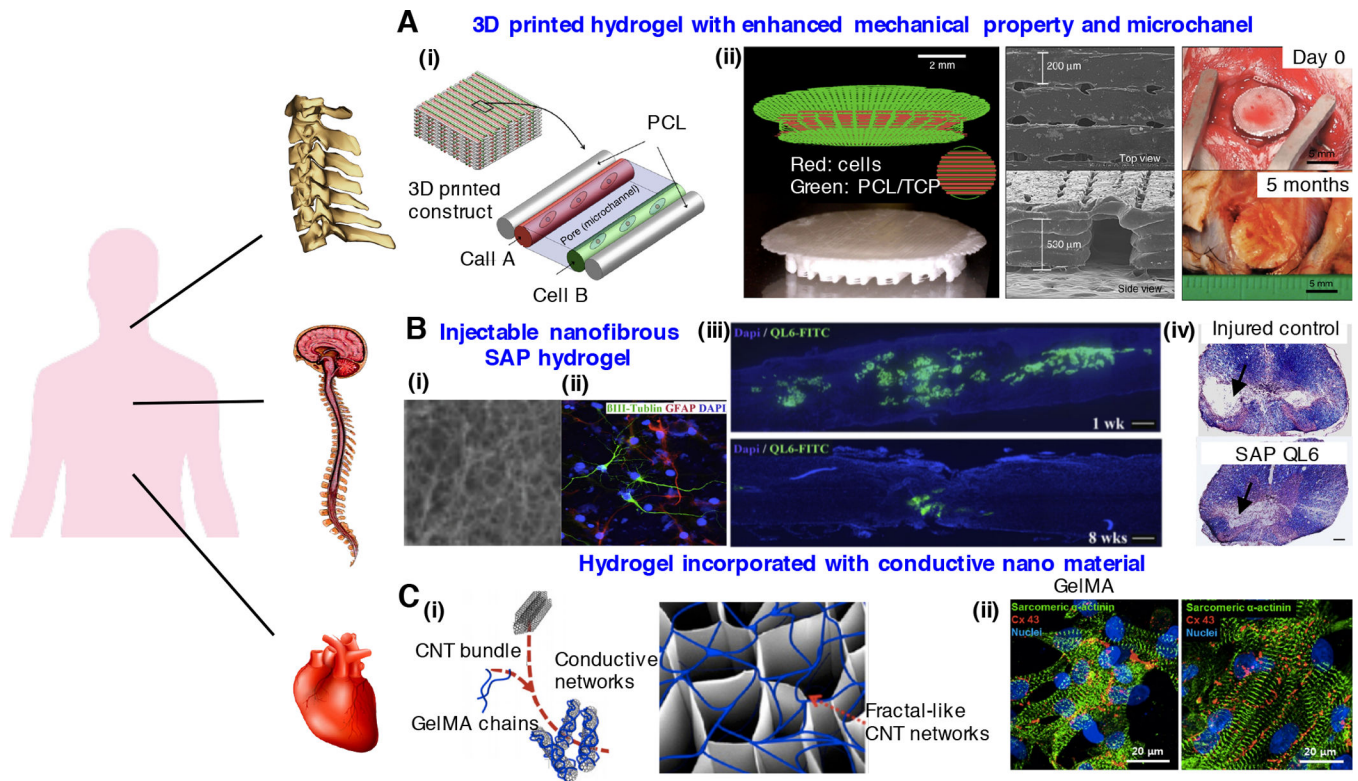 A
3D printed hydrogel with enhanced mechanical property and microchanel
(i)
3D printed
construct
PCL
Pore (microchannel)
Call A
Cell B
(ii)
2 mm
Red: cells
Green: PCL/TCP
200 µm
Top view
530 µm
Side view
Day 0
5 mm
5 months
5 mm
B
Injectable nanofibrous
SAP hydrogel
(i)
(ii)
βIII-Tublin GFAP DAPI
(iii)
Dapi / QL6-FITC
1 wk
Dapi / QL6-FITC
8 wks
(iv)
Injured control
SAP QL6
Hydrogel incorporated with conductive nano material
C
(i)
CNT bundle
GelMA chains
Conductive
networks
Fractal-like
CNT networks
GelMA
(ii)
Sarcomeric α-actinin
Cx 43
Nuclei
20 µm
Sarcomeric α-actinin
Cx 43
Nuclei
20 µm